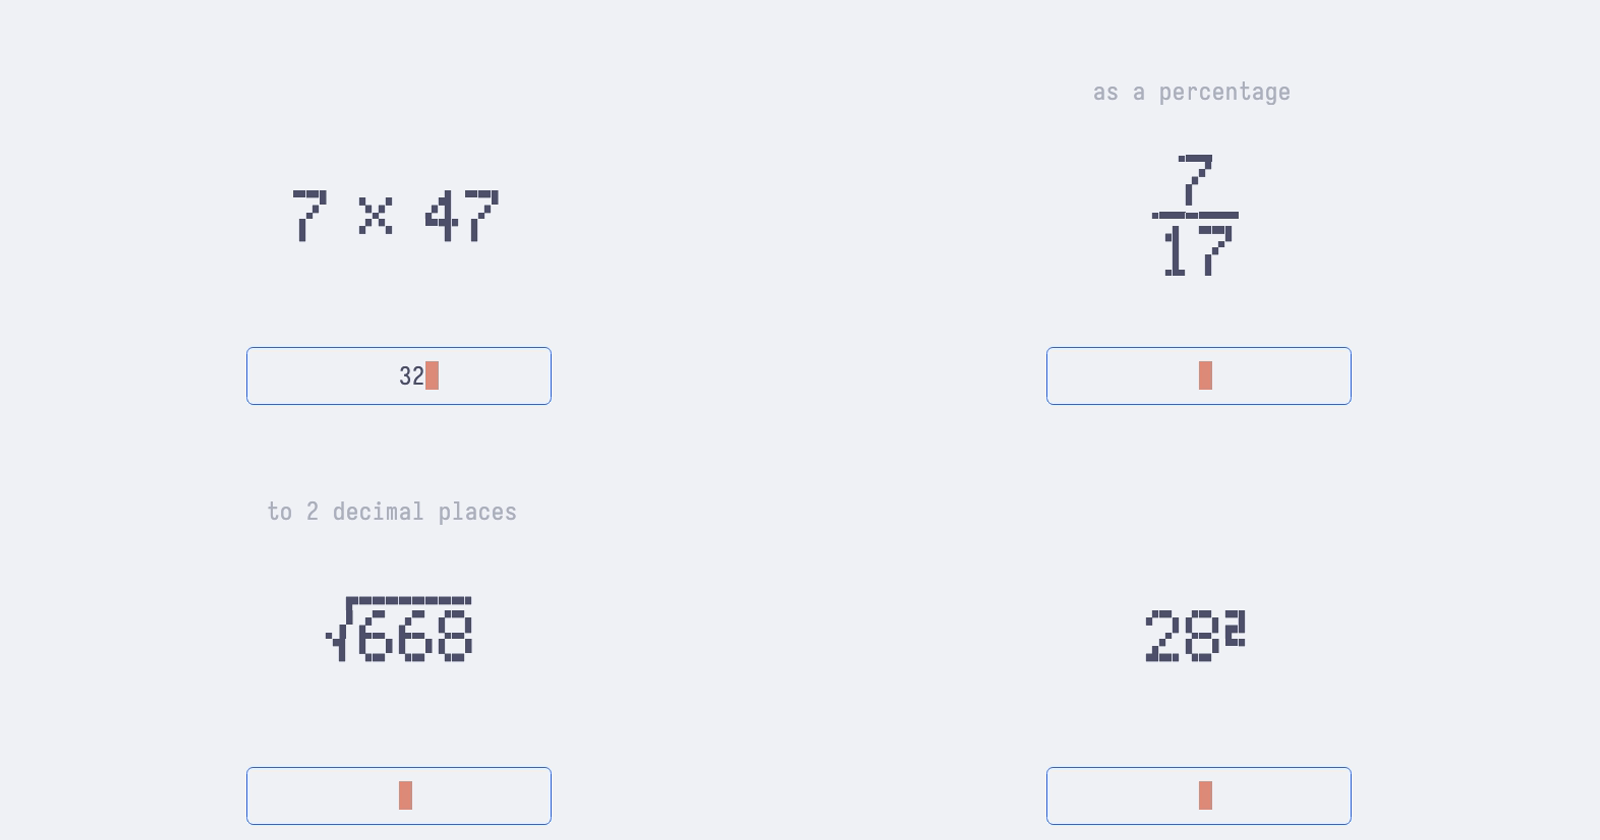 7 × 47
32
as a percentage
7
17
to 2 decimal places
√668
28²